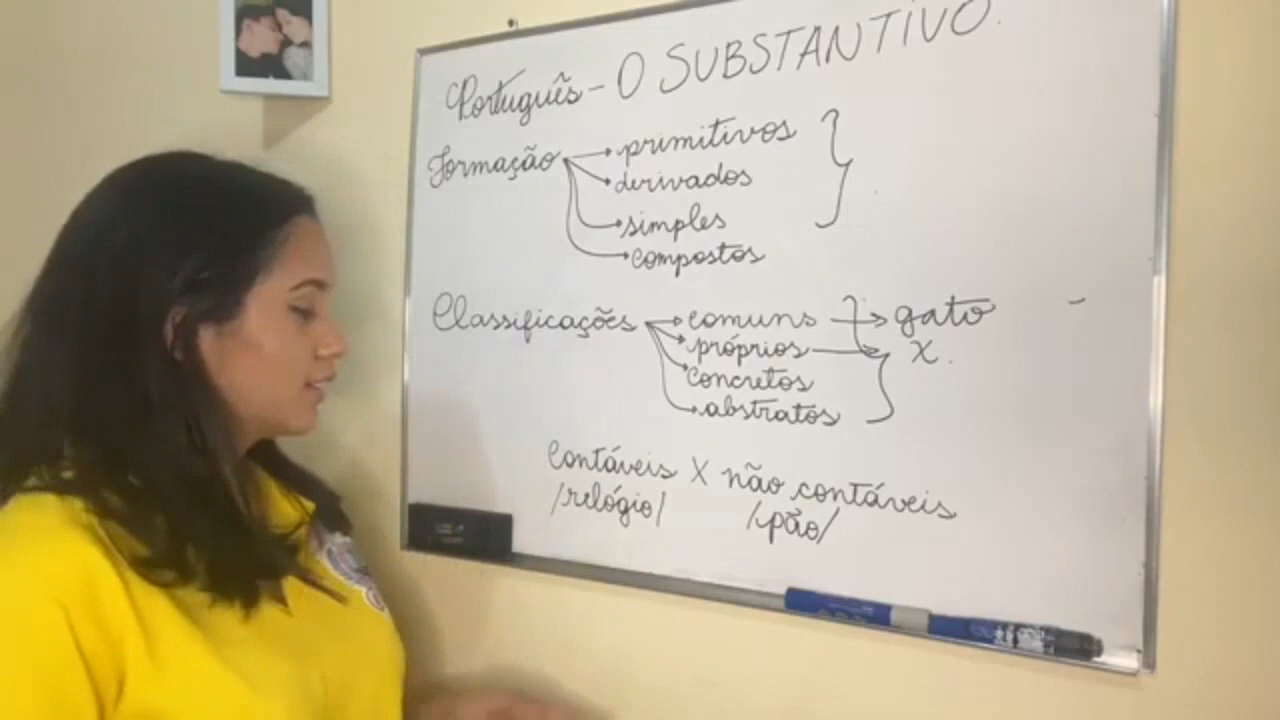 Português - O SUBSTANTIVO.
Formação → primitivos
→ derivados
→ simples
→ compostos
Classificações → comuns → gato
→ próprios → X.
→ concretos
→ abstratos
Contáveis X não contáveis
/relógio/ /pão/